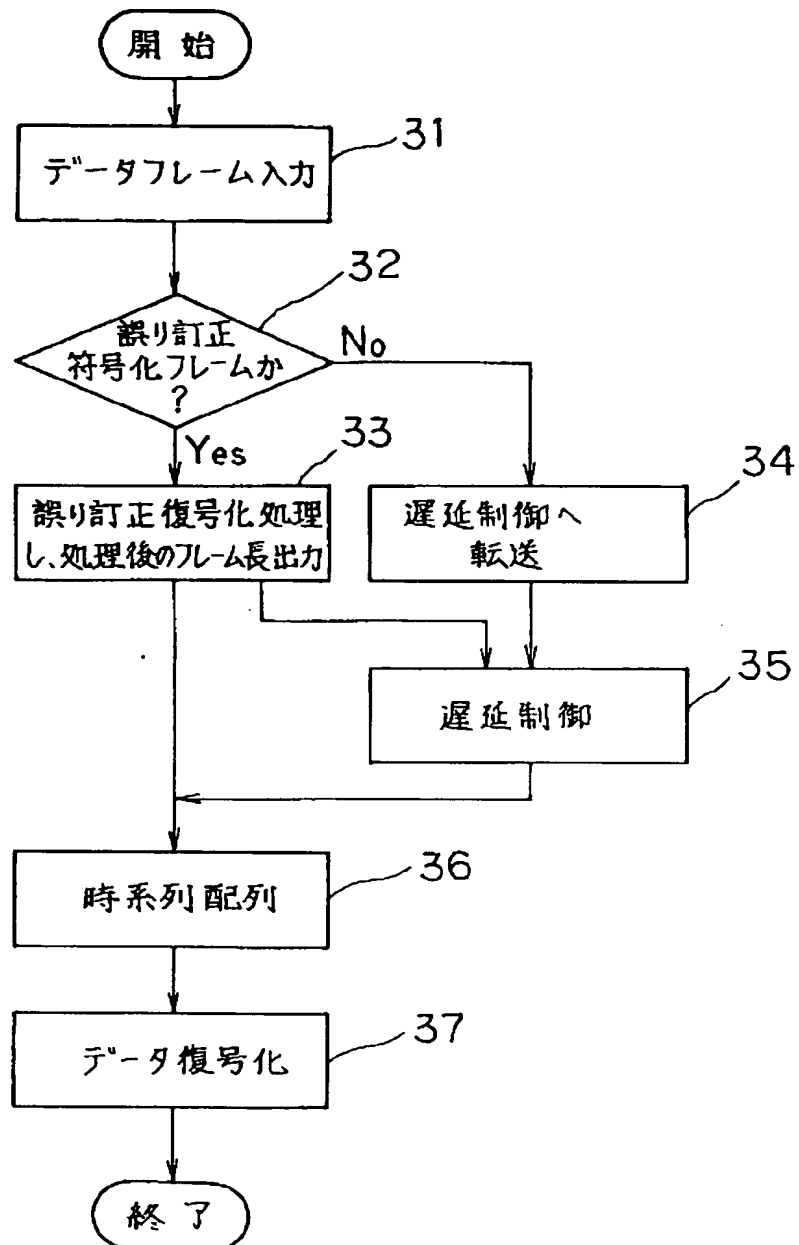 開始
31
データフレーム入力
32
誤り訂正
符号化フレームか
?
No
Yes
33
誤り訂正復号化処理
し、処理後のフレーム長出力
34
遅延制御へ
転送
35
遅延制御
36
時系列配列
37
データ復号化
終了